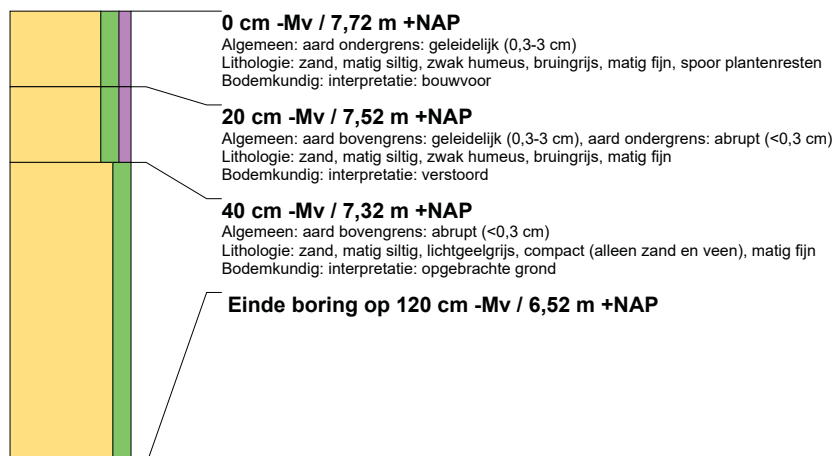 0 cm -Mv / 7,72 m +NAP
Algemeen: aard ondergrens: geleidelijk (0,3-3 cm)
Lithologie: zand, matig siltig, zwak humeus, bruingrijs, matig fijn, spoor plantenresten
Bodemkundig: interpretatie: bouwvoor
20 cm -Mv / 7,52 m +NAP
Algemeen: aard bovengrens: geleidelijk (0,3-3 cm), aard ondergrens: abrupt (<0,3 cm)
Lithologie: zand, matig siltig, zwak humeus, bruingrijs, matig fijn
Bodemkundig: interpretatie: verstoord
40 cm -Mv / 7,32 m +NAP
Algemeen: aard bovengrens: abrupt (<0,3 cm)
Lithologie: zand, matig siltig, lichtgeelgrijs, compact (alleen zand en veen), matig fijn
Bodemkundig: interpretatie: opgebrachte grond
Einde boring op 120 cm -Mv / 6,52 m +NAP